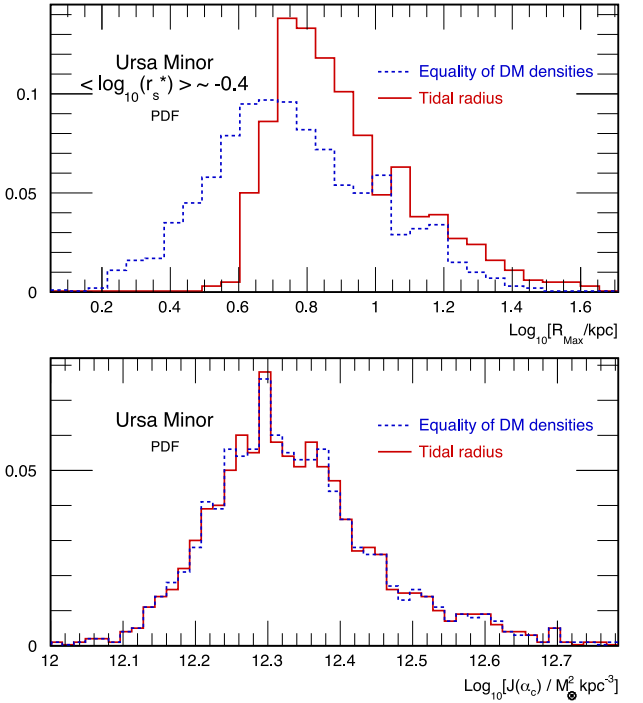 Ursa Minor
< log10(rs*) > ~ -0.4
PDF
Equality of DM densities
Tidal radius
0.1
0.05
0
0.2 0.4 0.6 0.8 1 1.2 1.4 1.6
Log10[RMax/kpc]
Ursa Minor
PDF
Equality of DM densities
Tidal radius
0.05
0
12 12.1 12.2 12.3 12.4 12.5 12.6 12.7
Log10[J(αc) / M⊗2 kpc-3]